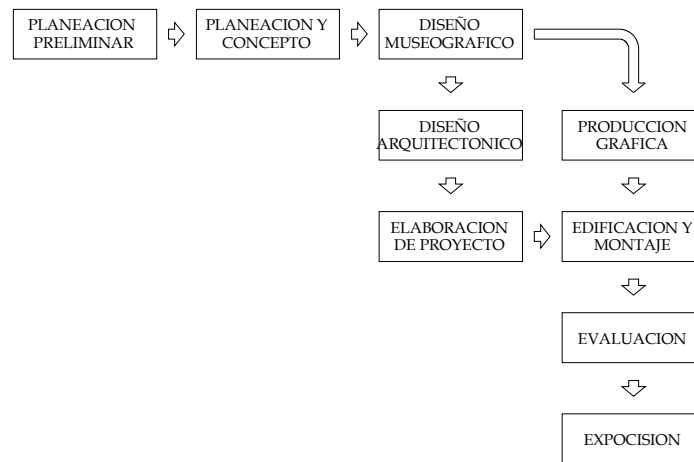 PLANEACION
PRELIMINAR
PLANEACION Y
CONCEPTO
DISEÑO
MUSEOGRAFICO
DISEÑO
ARQUITECTONICO
PRODUCCION
GRAFICA
ELABORACION
DE PROYECTO
EDIFICACION Y
MONTAJE
EVALUACION
EXPOCISION